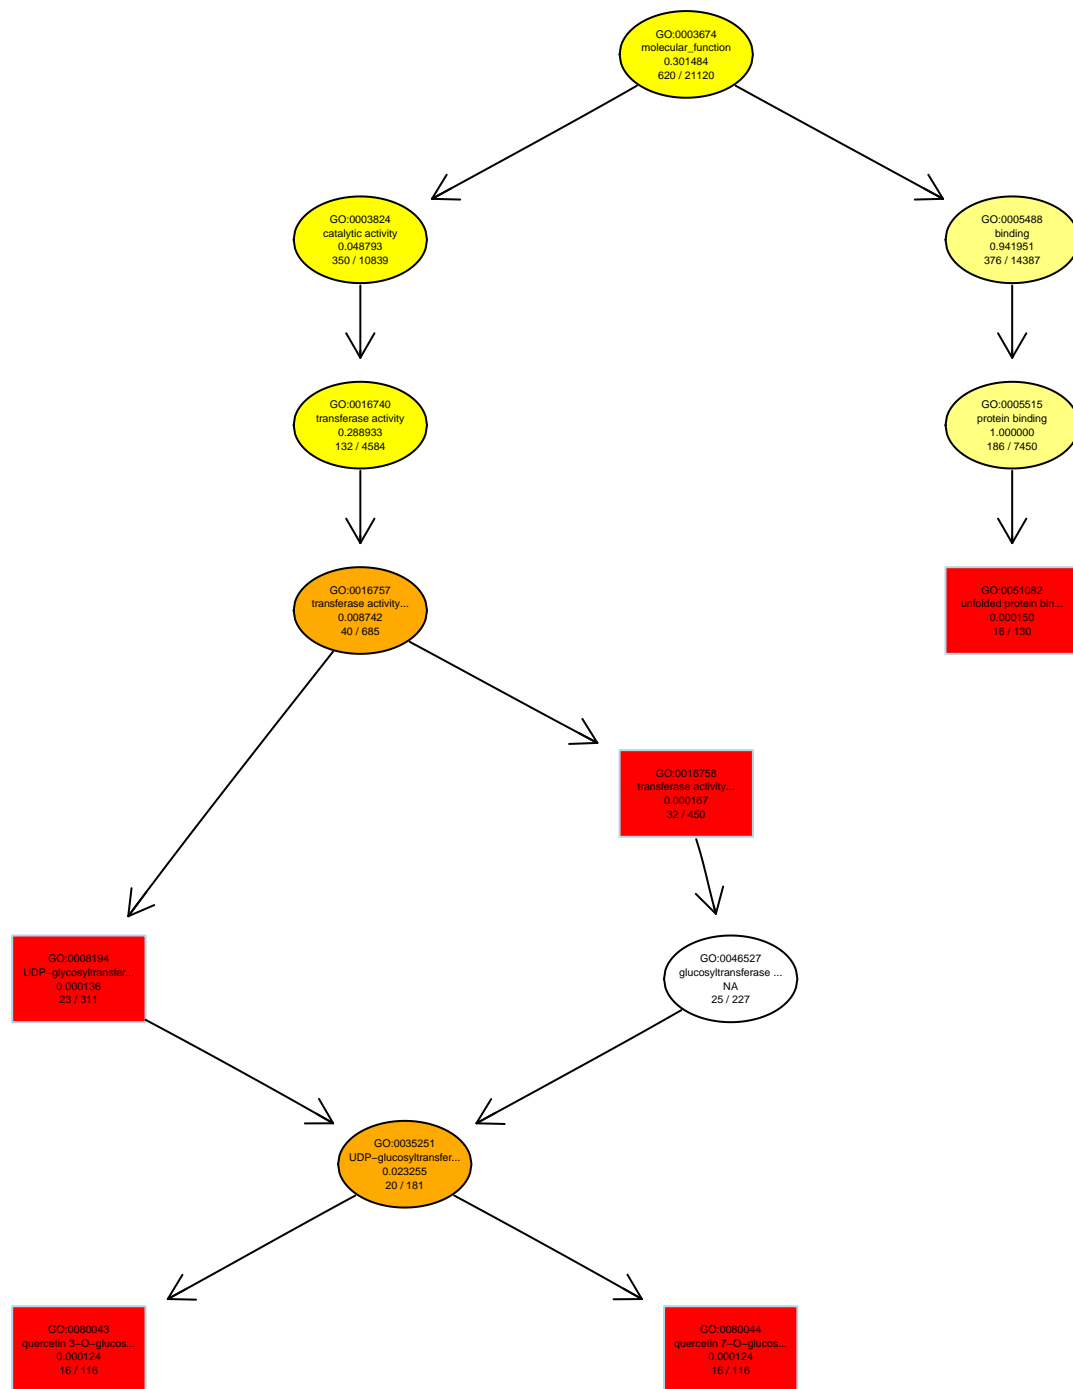 GO:0003674
molecular_function
0.301484
620 / 21120
GO:0003824
catalytic activity
0.048793
350 / 10839
GO:0005488
binding
0.941951
376 / 14387
GO:0016740
transferase activity
0.288933
132 / 4584
GO:0005515
protein binding
1.000000
186 / 7450
GO:0016757
transferase activity...
0.008742
40 / 685
GO:0051082
unfolded protein bin...
0.000150
16 / 130
GO:0016758
transferase activity...
0.000167
32 / 450
GO:0008194
UDP−glycosyltransfer...
0.000136
23 / 311
GO:0046527
glucosyltransferase ...
NA
25 / 227
GO:0035251
UDP−glucosyltransfer...
0.023255
20 / 181
GO:0080043
quercetin 3−O−glucos...
0.000124
16 / 116
GO:0080044
quercetin 7−O−glucos...
0.000124
16 / 116